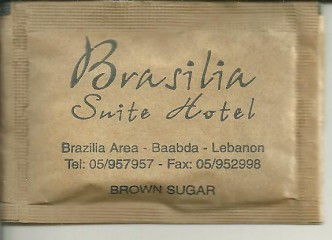 Brasilia
Suite Hotel
Brazilia Area - Baabda - Lebanon
Tel: 05/957957 - Fax: 05/952998
BROWN SUGAR